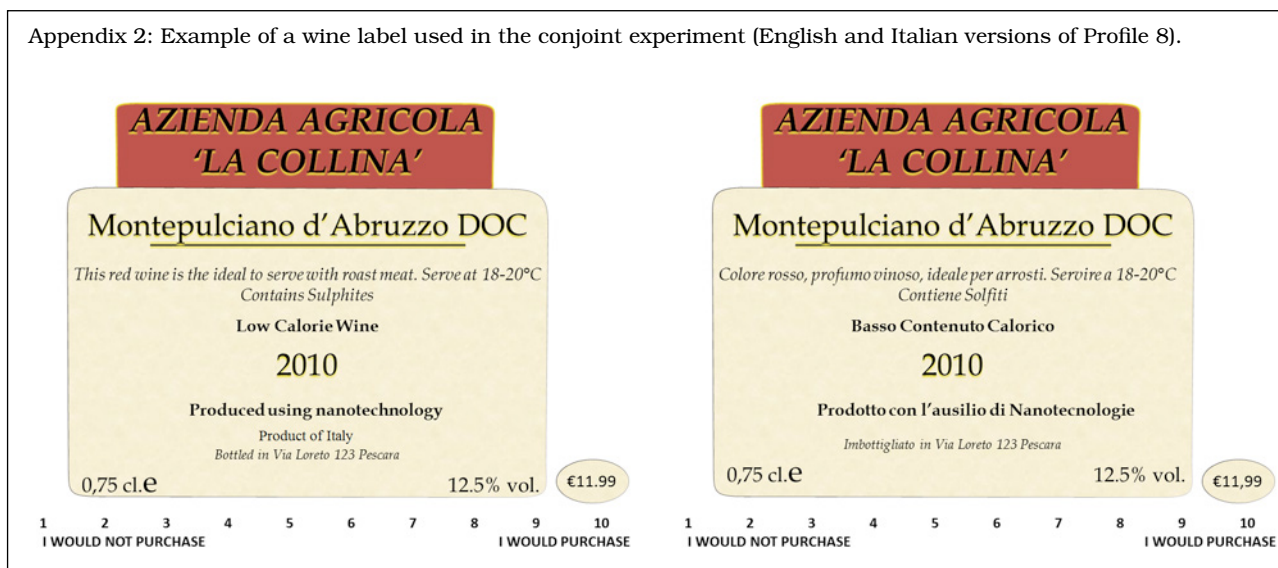 Appendix 2: Example of a wine label used in the conjoint experiment (English and Italian versions of Profile 8).
AZIENDA AGRICOLA
‘LA COLLINA’
Montepulciano d’Abruzzo DOC
This red wine is the ideal to serve with roast meat. Serve at 18-20°C
Contains Sulphites
Low Calorie Wine
2010
Produced using nanotechnology
Product of Italy
Bottled in Via Loreto 123 Pescara
0,75 cl.e
12.5% vol.
€11.99
1 2 3 4 5 6 7 8 9 10
I WOULD NOT PURCHASE I WOULD PURCHASE
AZIENDA AGRICOLA
‘LA COLLINA’
Montepulciano d’Abruzzo DOC
Colore rosso, profumo vinoso, ideale per arrosti. Servire a 18-20°C
Contiene Solfiti
Basso Contenuto Calorico
2010
Prodotto con l’ausilio di Nanotecnologie
Imbottigliato in Via Loreto 123 Pescara
0,75 cl.e
12.5% vol.
€11,99
1 2 3 4 5 6 7 8 9 10
I WOULD NOT PURCHASE I WOULD PURCHASE